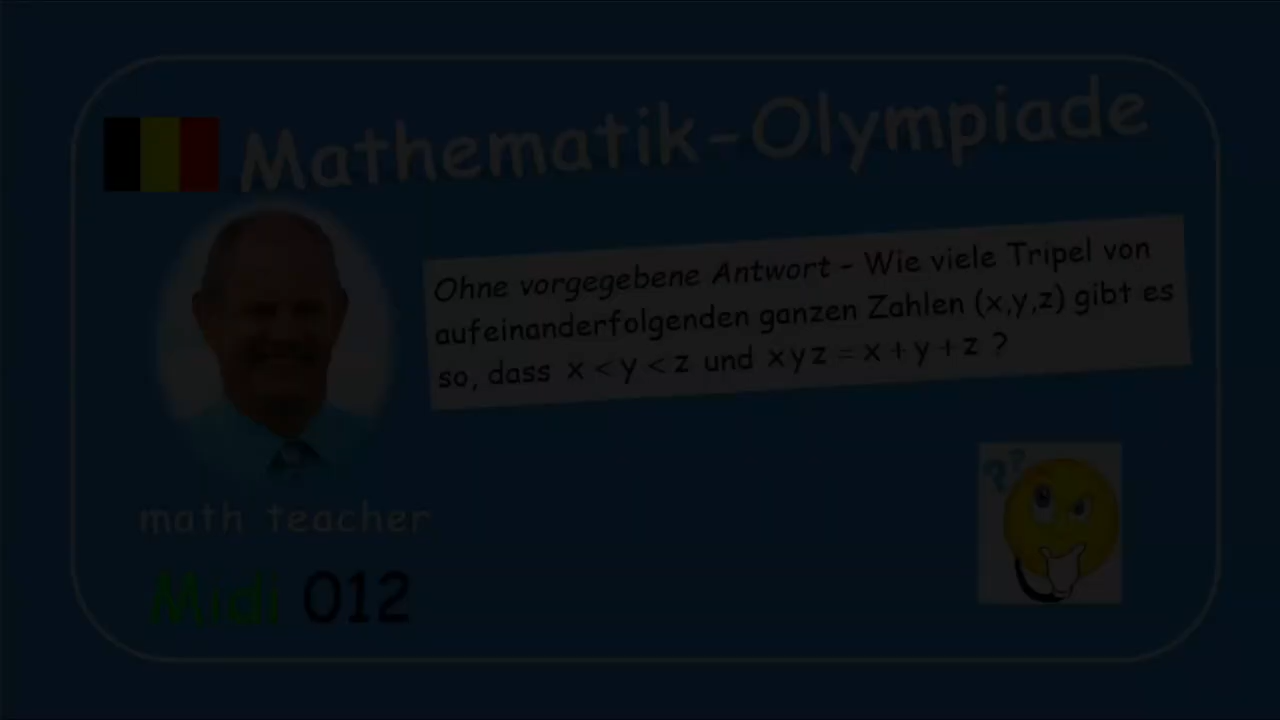 Mathematik-Olympiade
Ohne vorgegebene Antwort - Wie viele Tripel von
aufeinanderfolgenden ganzen Zahlen (x,y,z) gibt es
so, dass x < y < z und xyz = x + y + z ?
math teacher
Midi 012
??